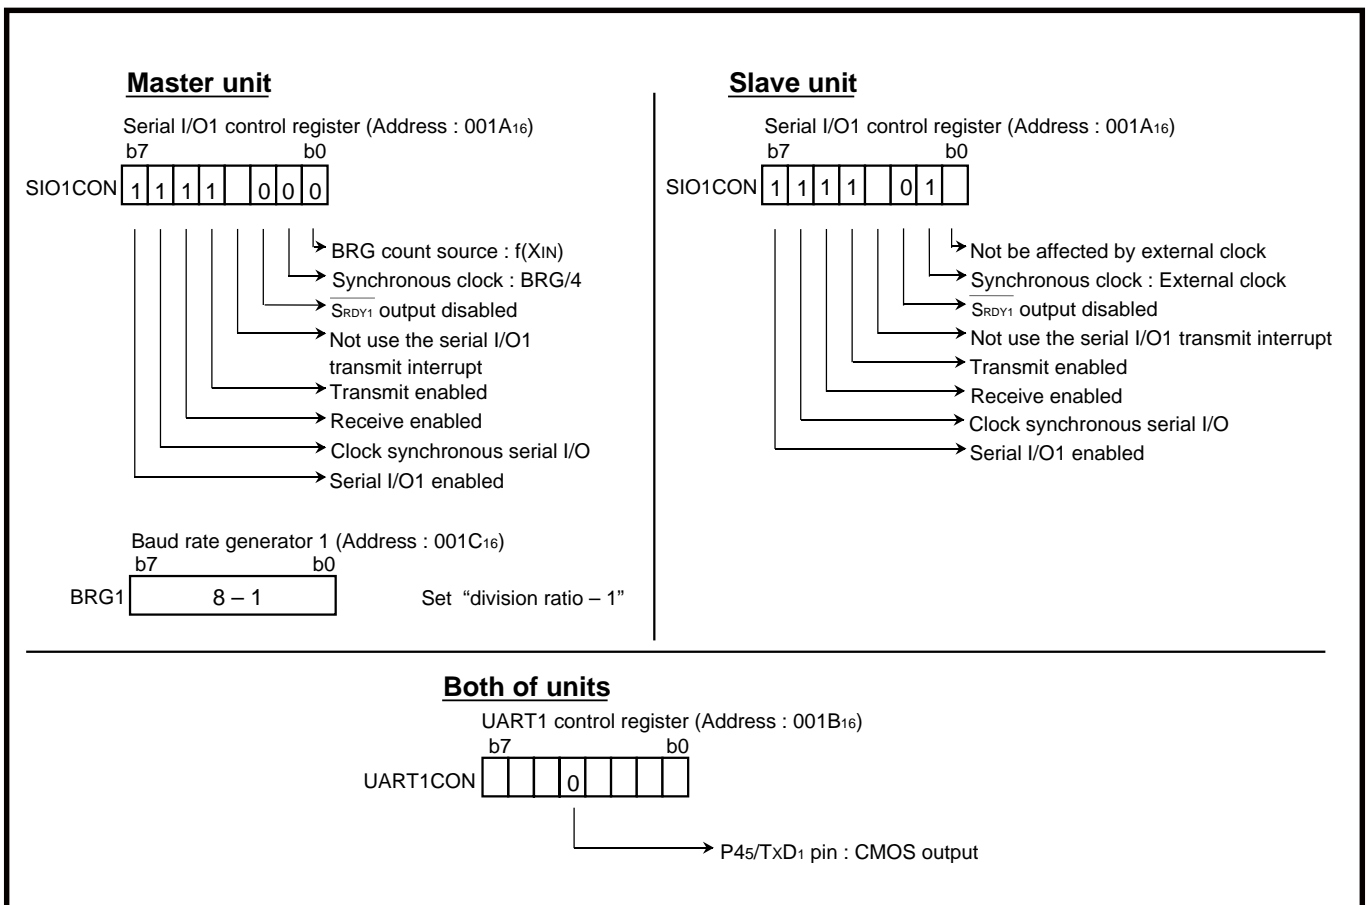 Master unit
Serial I/O1 control register (Address : 001A16)
b7 b0
SIO1CON 1 1 1 1 0 0 0
BRG count source : f(XIN)
Synchronous clock : BRG/4
SRDY1 output disabled
Not use the serial I/O1
transmit interrupt
Transmit enabled
Receive enabled
Clock synchronous serial I/O
Serial I/O1 enabled
Baud rate generator 1 (Address : 001C16)
b7 b0
BRG1 8 – 1 Set “division ratio – 1”
Slave unit
Serial I/O1 control register (Address : 001A16)
b7 b0
SIO1CON 1 1 1 1 0 1
Not be affected by external clock
Synchronous clock : External clock
SRDY1 output disabled
Not use the serial I/O1 transmit interrupt
Transmit enabled
Receive enabled
Clock synchronous serial I/O
Serial I/O1 enabled
Both of units
UART1 control register (Address : 001B16)
b7 b0
UART1CON 0
P45/TXD1 pin : CMOS output